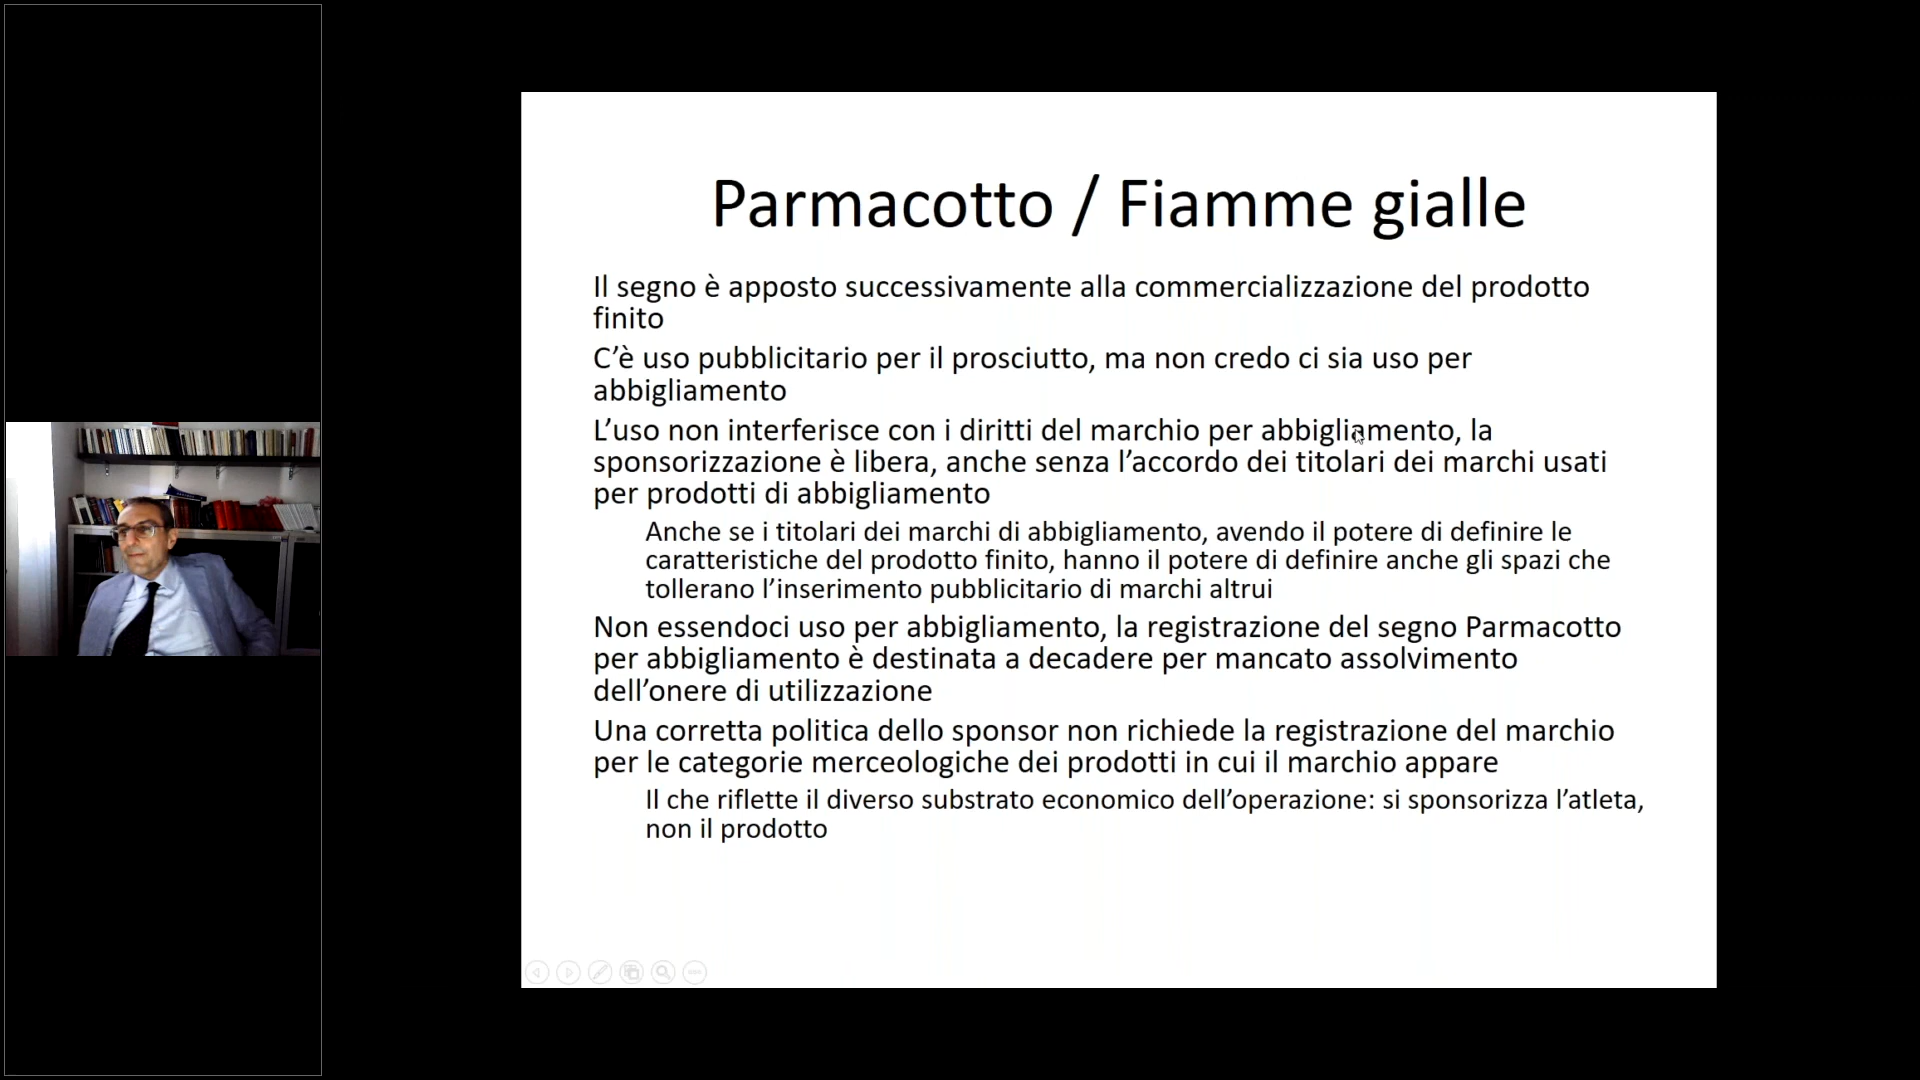 Parmacotto / Fiamme gialle
Il segno è apposto successivamente alla commercializzazione del prodotto
finito
C’è uso pubblicitario per il prosciutto, ma non credo ci sia uso per
abbigliamento
L’uso non interferisce con i diritti del marchio per abbigliamento, la
sponsorizzazione è libera, anche senza l’accordo dei titolari dei marchi usati
per prodotti di abbigliamento
Anche se i titolari dei marchi di abbigliamento, avendo il potere di definire le
caratteristiche del prodotto finito, hanno il potere di definire anche gli spazi che
tollerano l’inserimento pubblicitario di marchi altrui
Non essendoci uso per abbigliamento, la registrazione del segno Parmacotto
per abbigliamento è destinata a decadere per mancato assolvimento
dell’onere di utilizzazione
Una corretta politica dello sponsor non richiede la registrazione del marchio
per le categorie merceologiche dei prodotti in cui il marchio appare
Il che riflette il diverso substrato economico dell’operazione: si sponsorizza l’atleta,
non il prodotto